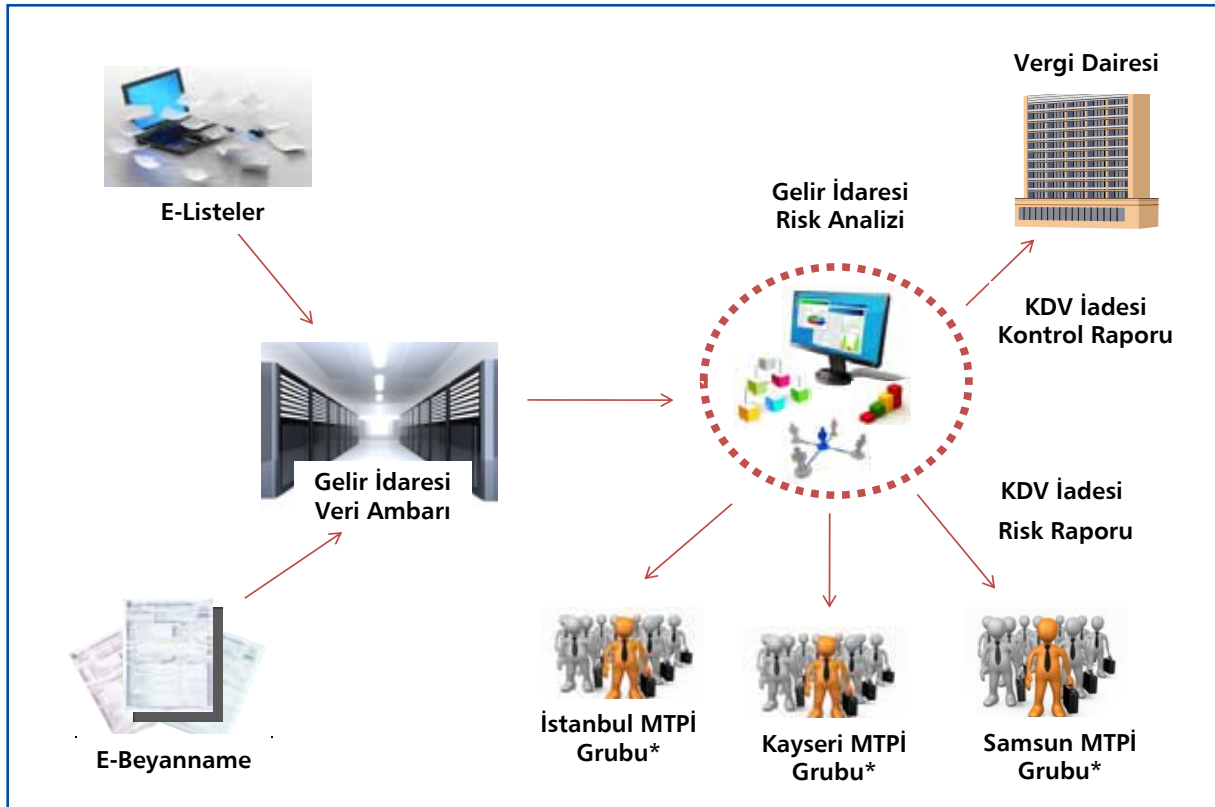 Vergi Dairesi
E-Listeler
Gelir İdaresi
Risk Analizi
KDV İadesi
Kontrol Raporu
Gelir İdaresi
Veri Ambarı
KDV İadesi
Risk Raporu
E-Beyanname
İstanbul MTPİ
Grubu*
Kayseri MTPİ
Grubu*
Samsun MTPİ
Grubu*